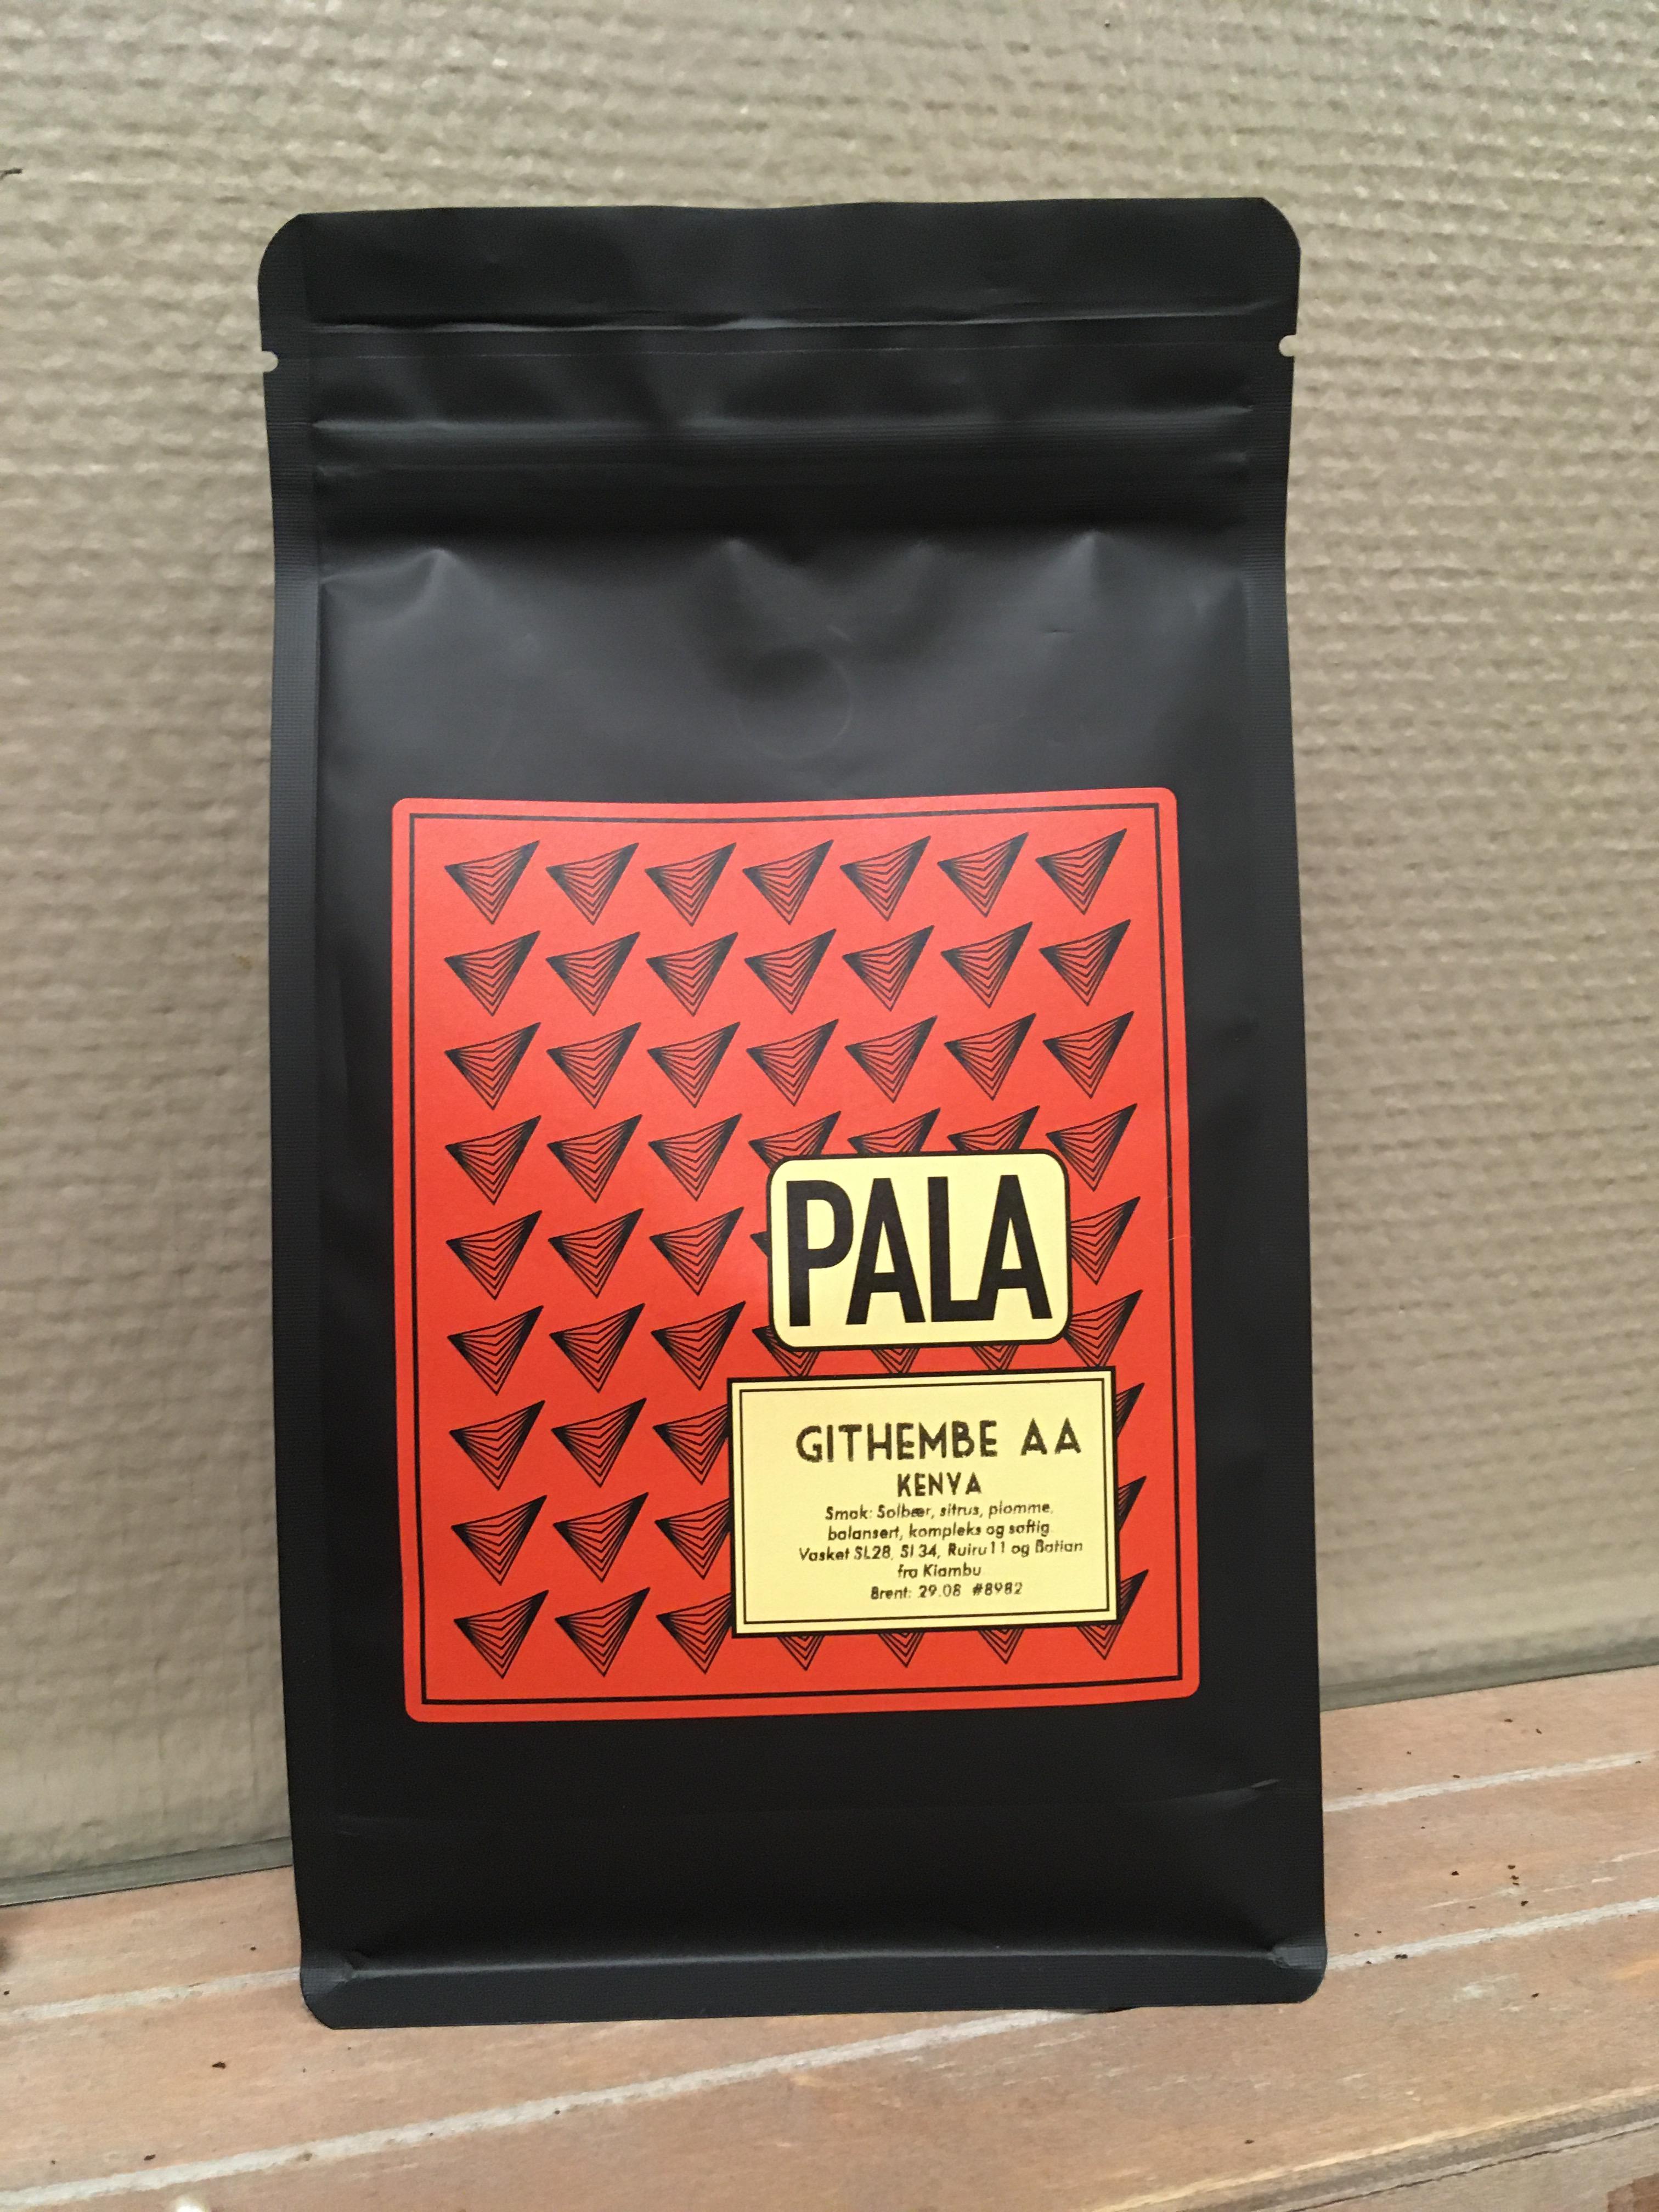 PALA
GITHEMBE AA
KENYA
Smak: Solbær, sitrus, plomme,
balansert, kompleks og saftig.
Vasket SL28, Sl 34, Ruiru11 og Batian
fra Kiambu
Brent: 29.08 #8982